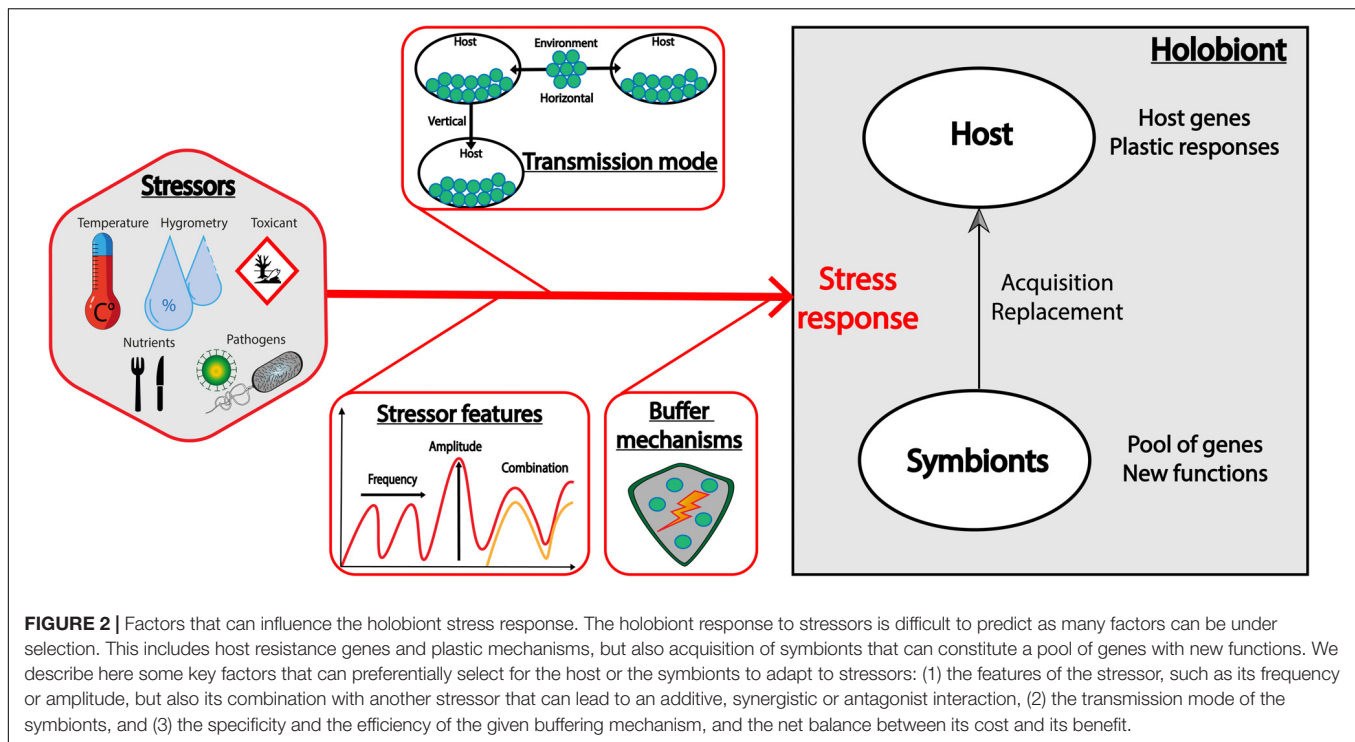 Host
Environment
Host
Horizontal
Vertical
Host
Transmission mode
Stressors
Temperature
Hygrometry
Toxicant
C°
%
Nutrients
Pathogens
Stressor features
Amplitude
Frequency
Combination
Buffer
mechanisms
Stress
response
Holobiont
Host
Host genes
Plastic responses
Acquisition
Replacement
Symbionts
Pool of genes
New functions
FIGURE 2 | Factors that can influence the holobiont stress response. The holobiont response to stressors is difficult to predict as many factors can be under
selection. This includes host resistance genes and plastic mechanisms, but also acquisition of symbionts that can constitute a pool of genes with new functions. We
describe here some key factors that can preferentially select for the host or the symbionts to adapt to stressors: (1) the features of the stressor, such as its frequency
or amplitude, but also its combination with another stressor that can lead to an additive, synergistic or antagonist interaction, (2) the transmission mode of the
symbionts, and (3) the specificity and the efficiency of the given buffering mechanism, and the net balance between its cost and its benefit.